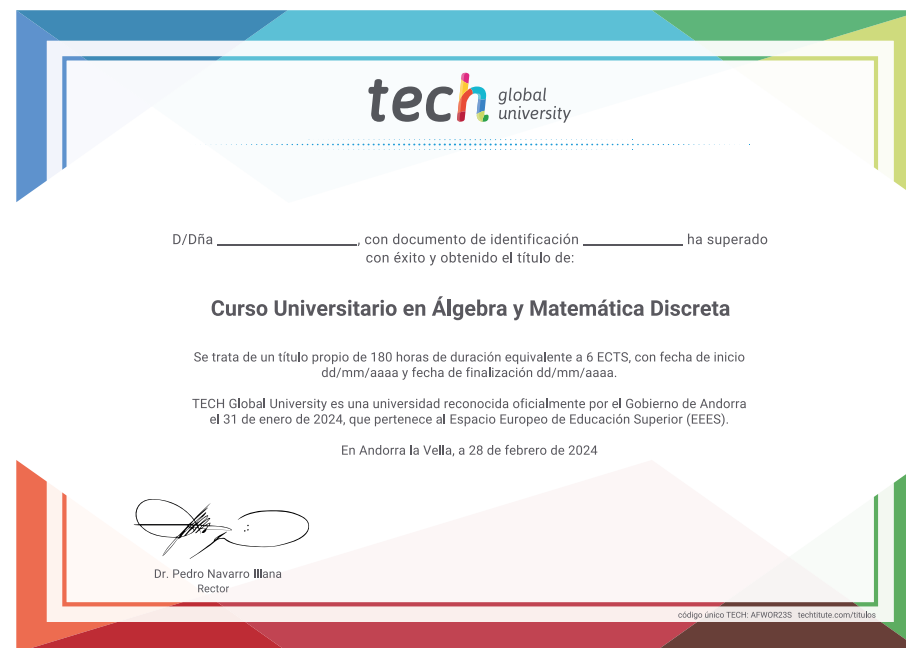 tech global university
D/Dña ________________, con documento de identificación ____________ ha superado
con éxito y obtenido el título de:
Curso Universitario en Álgebra y Matemática Discreta
Se trata de un título propio de 180 horas de duración equivalente a 6 ECTS, con fecha de inicio
dd/mm/aaaa y fecha de finalización dd/mm/aaaa.
TECH Global University es una universidad reconocida oficialmente por el Gobierno de Andorra
el 31 de enero de 2024, que pertenece al Espacio Europeo de Educación Superior (EEES).
En Andorra la Vella, a 28 de febrero de 2024
Dr. Pedro Navarro Illana
Rector
código único TECH: AFWOR23S techtitute.com/titulos